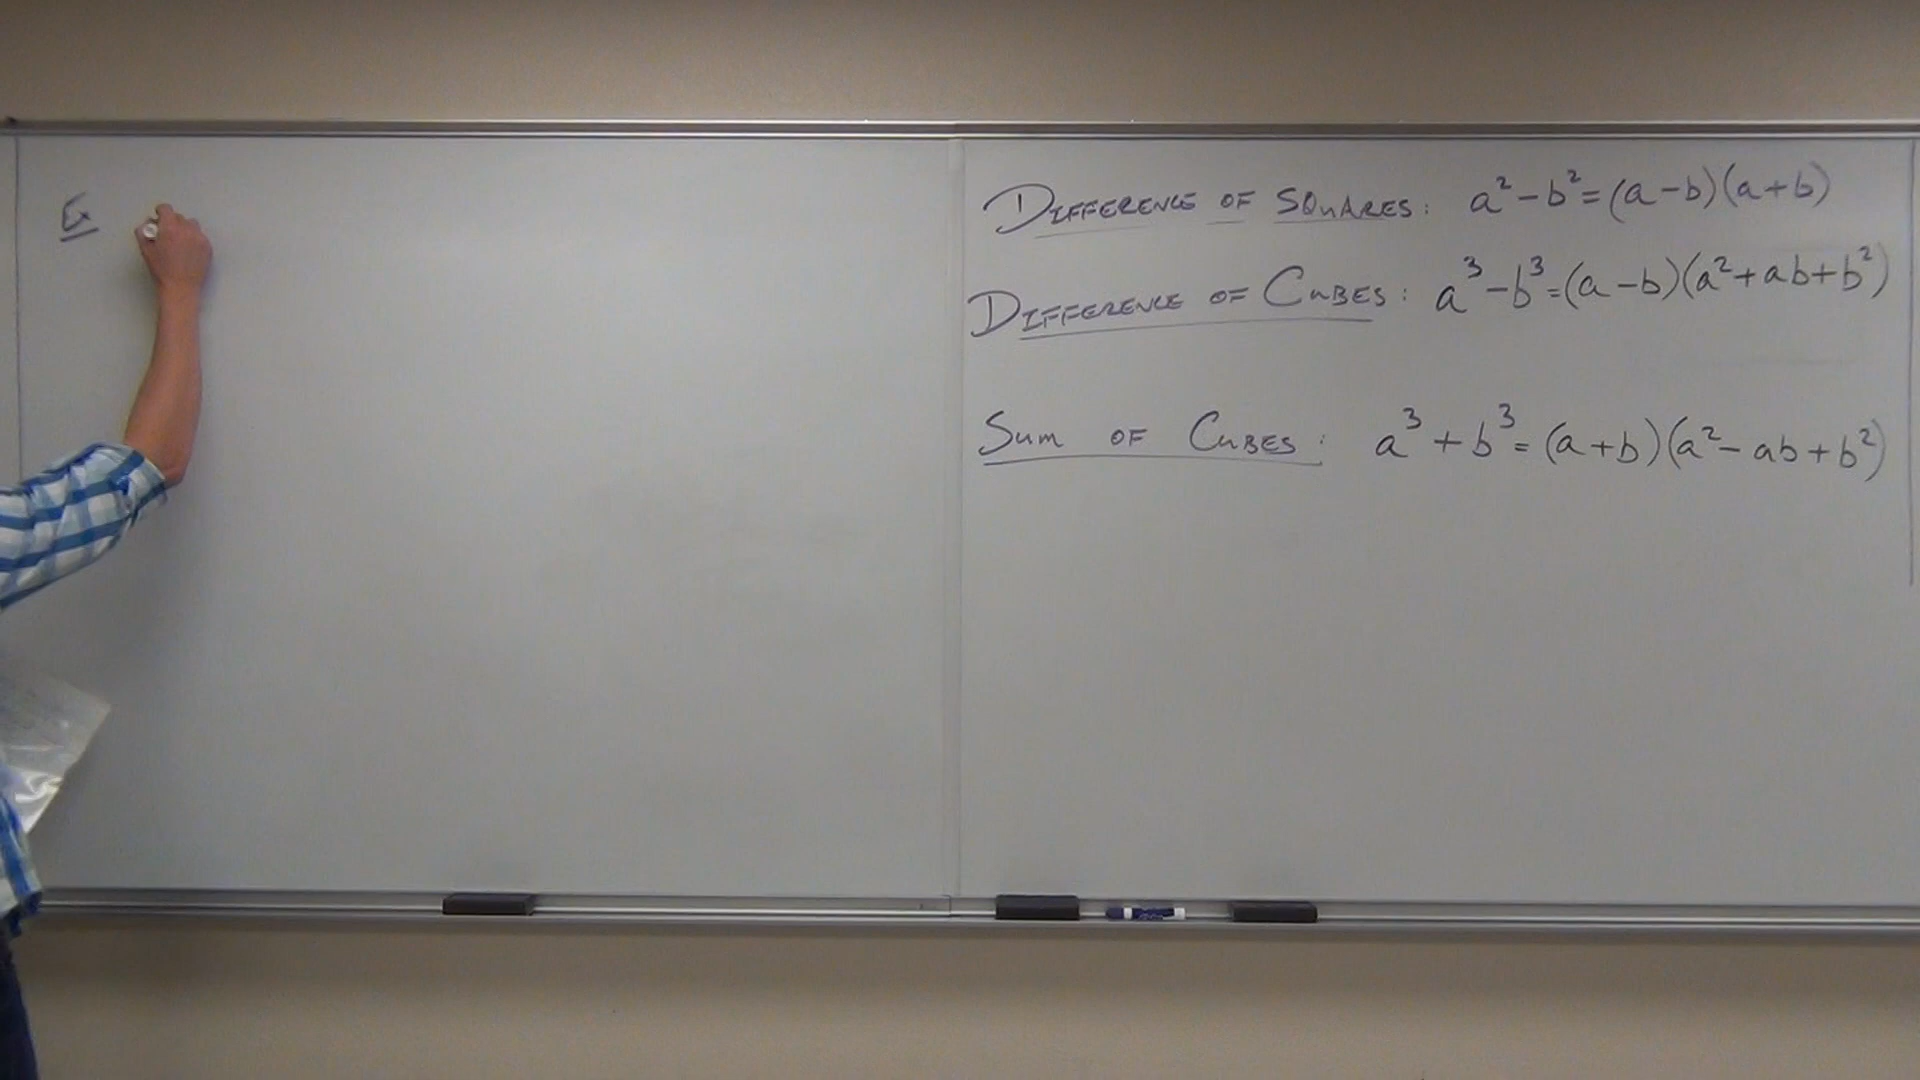 Ex
DIFFERENCE OF SQUARES: a² - b² = (a - b)(a + b)
DIFFERENCE OF CUBES: a³ - b³ = (a - b)(a² + ab + b²)
SUM OF CUBES: a³ + b³ = (a + b)(a² - ab + b²)